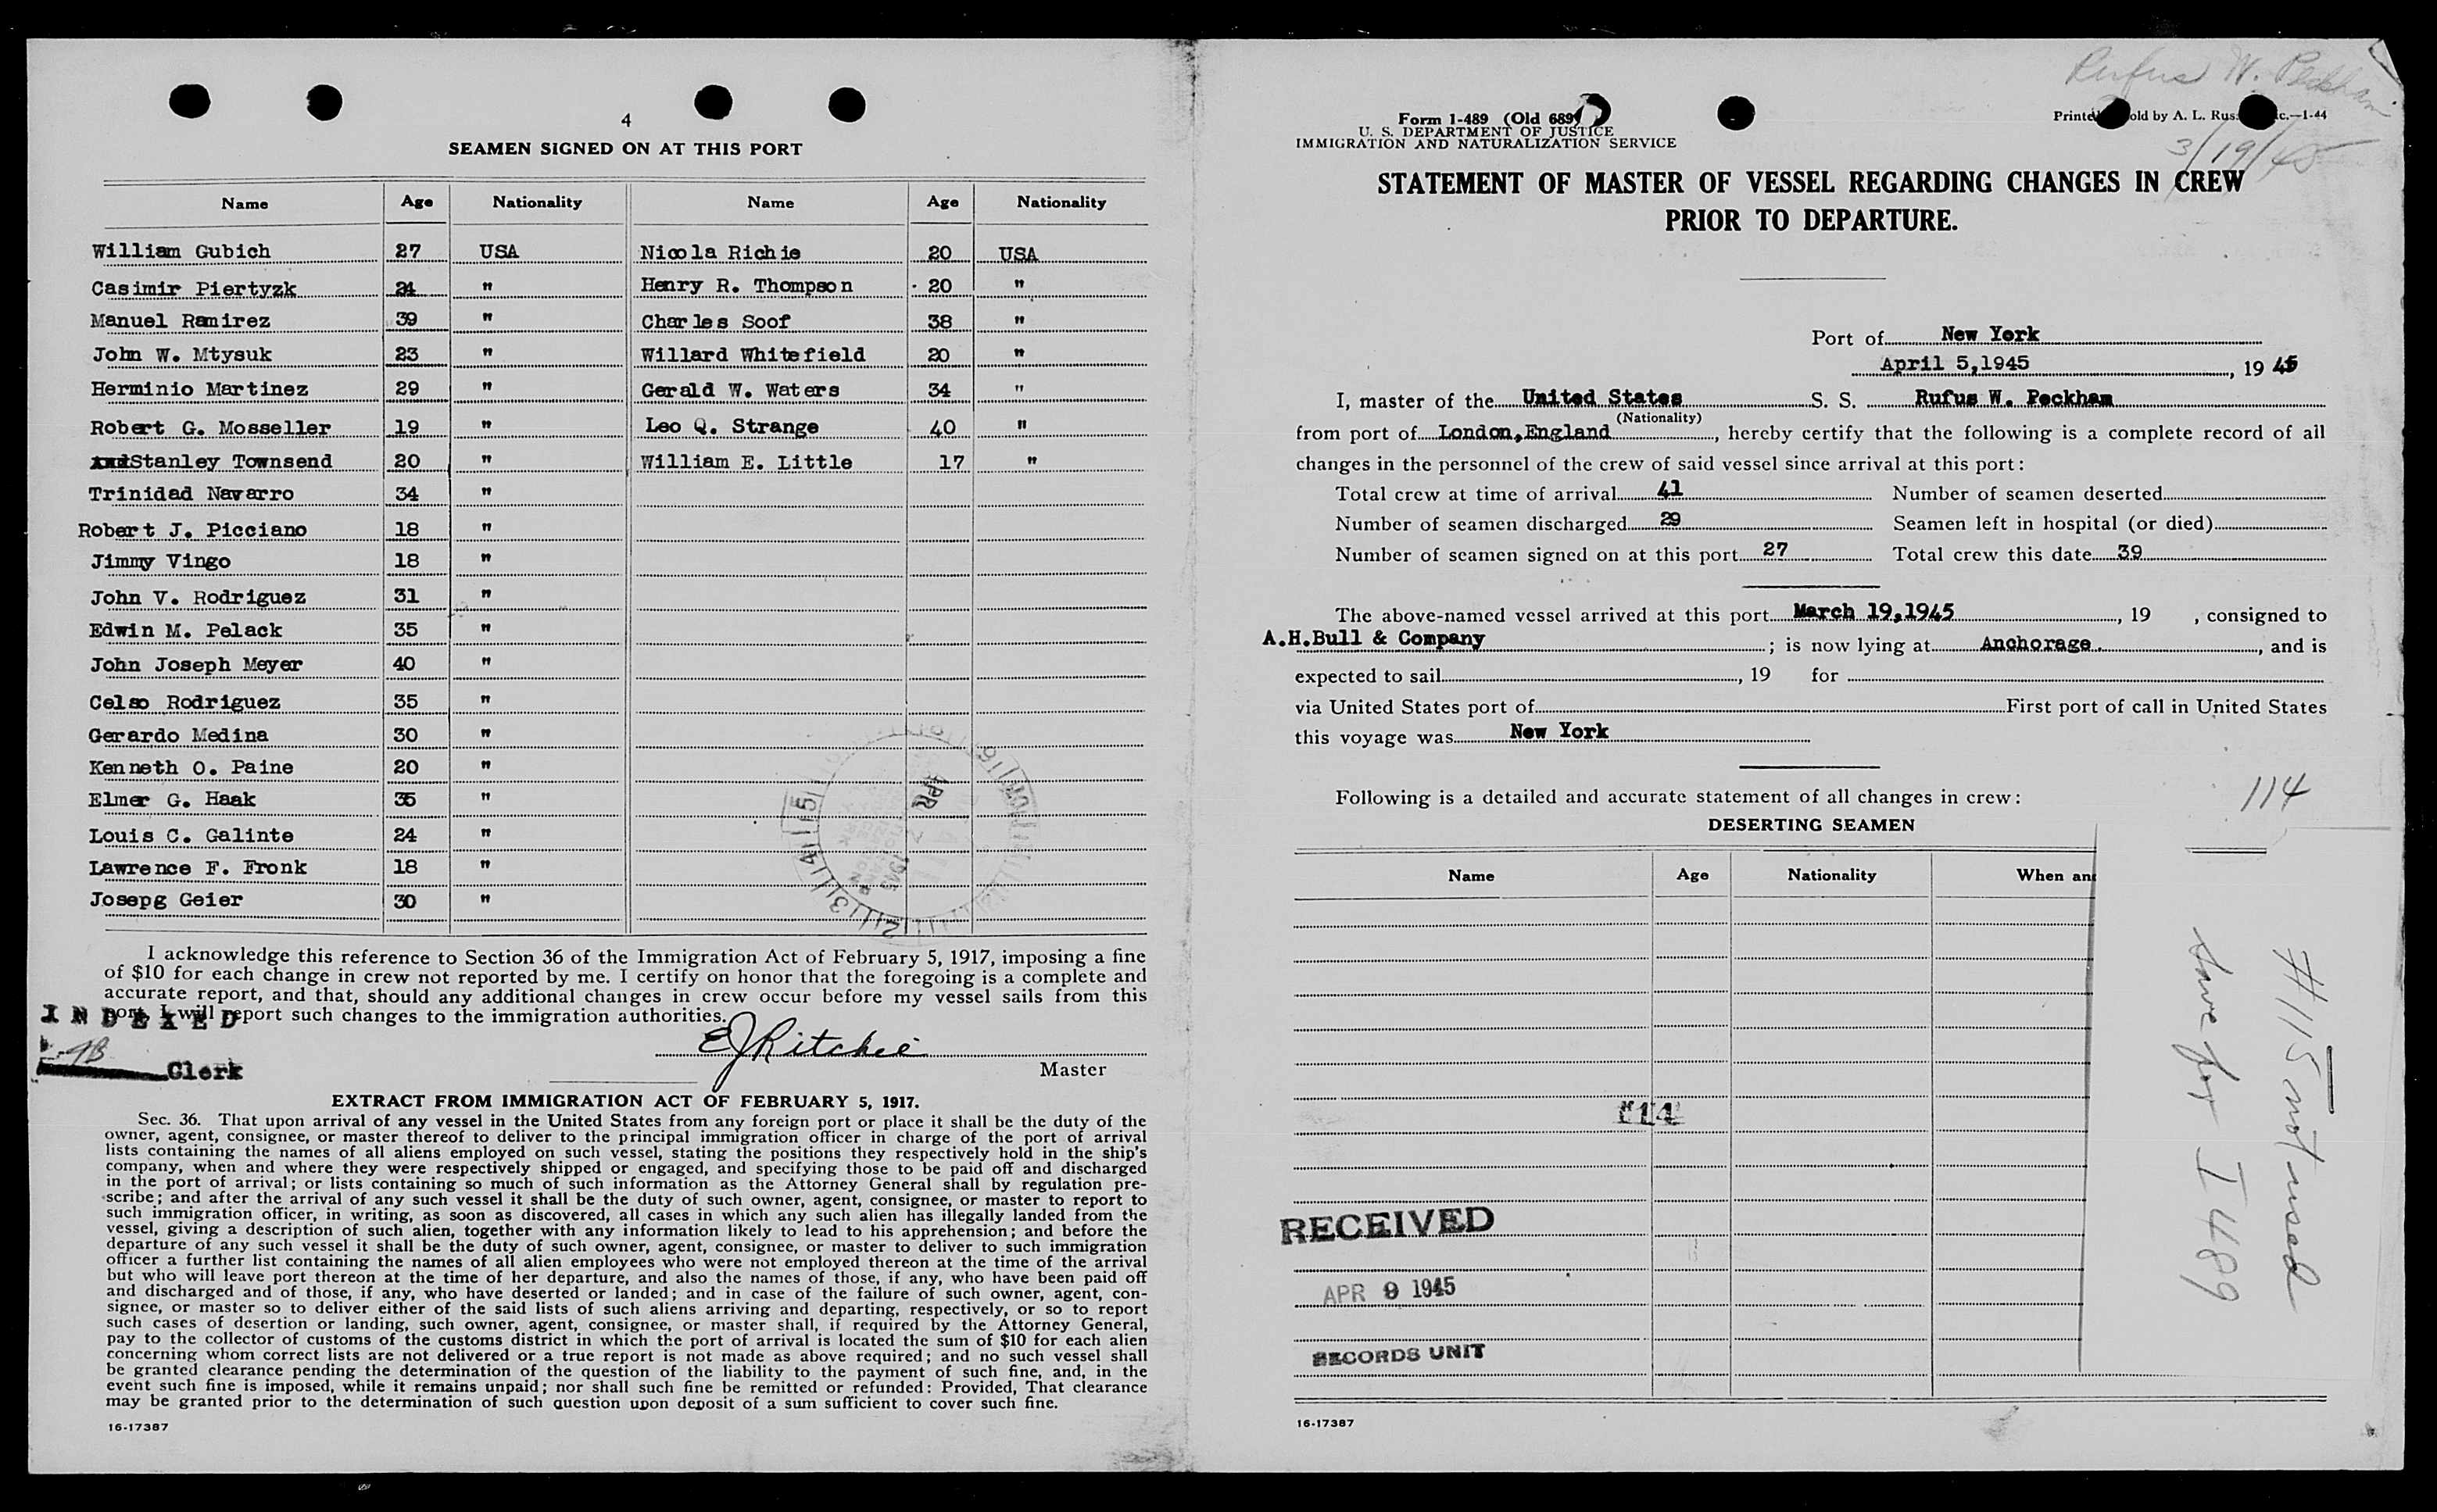 4
SEAMEN SIGNED ON AT THIS PORT
Name Age Nationality Name Age Nationality
William Gubich 27 USA Nicola Richie 20 USA
Casimir Piertyzk 24 " Henry R. Thompson 20 "
Manuel Ramirez 39 " Charles Soof 38 "
John W. Mtysuk 23 " Willard Whitefield 20 "
Herminio Martinez 29 " Gerald W. Waters 34 "
Robert G. Mosseller 19 " Leo Q. Strange 40 "
Stanley Townsend 20 " William E. Little 17 "
Trinidad Navarro 34 "
Robert J. Picciano 18 "
Jimmy Vingo 18 "
John V. Rodriguez 31 "
Edwin M. Pelack 35 "
John Joseph Meyer 40 "
Celso Rodriguez 35 "
Gerardo Medina 30 "
Kenneth O. Paine 20 "
Elmer G. Haak 35 "
Louis C. Galinte 24 "
Lawrence F. Fronk 18 "
Josepg Geier 30 "
APR
1945
I acknowledge this reference to Section 36 of the Immigration Act of February 5, 1917, imposing a fine
of $10 for each change in crew not reported by me. I certify on honor that the foregoing is a complete and
accurate report, and that, should any additional changes in crew occur before my vessel sails from this
port, I will report such changes to the immigration authorities.
INDEXED
EJRitchie
Clerk
Master
EXTRACT FROM IMMIGRATION ACT OF FEBRUARY 5, 1917.
Sec. 36. That upon arrival of any vessel in the United States from any foreign port or place it shall be the duty of the
owner, agent, consignee, or master thereof to deliver to the principal immigration officer in charge of the port of arrival
lists containing the names of all aliens employed on such vessel, stating the positions they respectively hold in the ship's
company, when and where they were respectively shipped or engaged, and specifying those to be paid off and discharged
in the port of arrival; or lists containing so much of such information as the Attorney General shall by regulation pre-
scribe; and after the arrival of any such vessel it shall be the duty of such owner, agent, consignee, or master to report to
such immigration officer, in writing, as soon as discovered, all cases in which any such alien has illegally landed from the
vessel, giving a description of such alien, together with any information likely to lead to his apprehension; and before the
departure of any such vessel it shall be the duty of such owner, agent, consignee, or master to deliver to such immigration
officer a further list containing the names of all alien employees who were not employed thereon at the time of the arrival
but who will leave port thereon at the time of her departure, and also the names of those, if any, who have been paid off
and discharged and of those, if any, who have deserted or landed; and in case of the failure of such owner, agent, con-
signee, or master so to deliver either of the said lists of such aliens arriving and departing, respectively, or so to report
such cases of desertion or landing, such owner, agent, consignee, or master shall, if required by the Attorney General,
pay to the collector of customs of the customs district in which the port of arrival is located the sum of $10 for each alien
concerning whom correct lists are not delivered or a true report is not made as above required; and no such vessel shall
be granted clearance pending the determination of the question of the liability to the payment of such fine, and, in the
event such fine is imposed, while it remains unpaid; nor shall such fine be remitted or refunded: Provided, That clearance
may be granted prior to the determination of such question upon deposit of a sum sufficient to cover such fine.
16-17387
Rufus W. Peckham
3/19/45
Form 1-489 (Old 689)
U. S. DEPARTMENT OF JUSTICE
IMMIGRATION AND NATURALIZATION SERVICE
old by A. L. Rus c.—1-44
STATEMENT OF MASTER OF VESSEL REGARDING CHANGES IN CREW
PRIOR TO DEPARTURE.
Port of New York
April 5,1945, 19 45
I, master of the United States S. S. Rufus W. Peckham
(Nationality)
from port of London,England, hereby certify that the following is a complete record of all
changes in the personnel of the crew of said vessel since arrival at this port:
Total crew at time of arrival 41 Number of seamen deserted
Number of seamen discharged 29 Seamen left in hospital (or died)
Number of seamen signed on at this port 27 Total crew this date 39
The above-named vessel arrived at this port March 19,1945, 19 , consigned to
A.H.Bull & Company; is now lying at Anchorage., and is
expected to sail, 19 for
via United States port of First port of call in United States
this voyage was New York
114
Following is a detailed and accurate statement of all changes in crew:
DESERTING SEAMEN
Name Age Nationality When an
#115 not used
Save for I 489
114
RECEIVED
APR 9 1945
RECORDS UNIT
16-17387